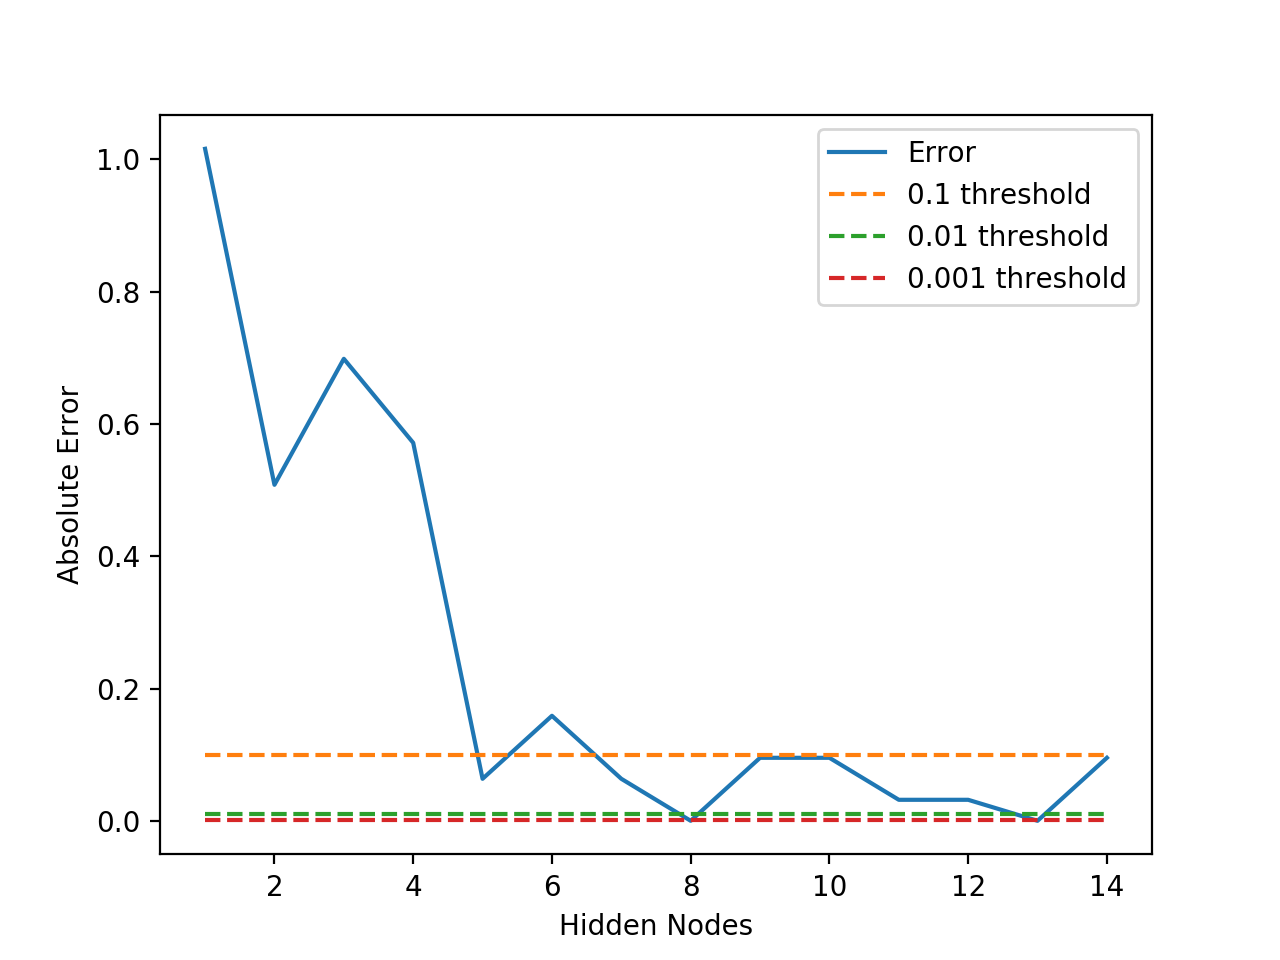 Error
0.1 threshold
0.01 threshold
0.001 threshold
Absolute Error
1.0
0.8
0.6
0.4
0.2
0.0
2 4 6 8 10 12 14
Hidden Nodes